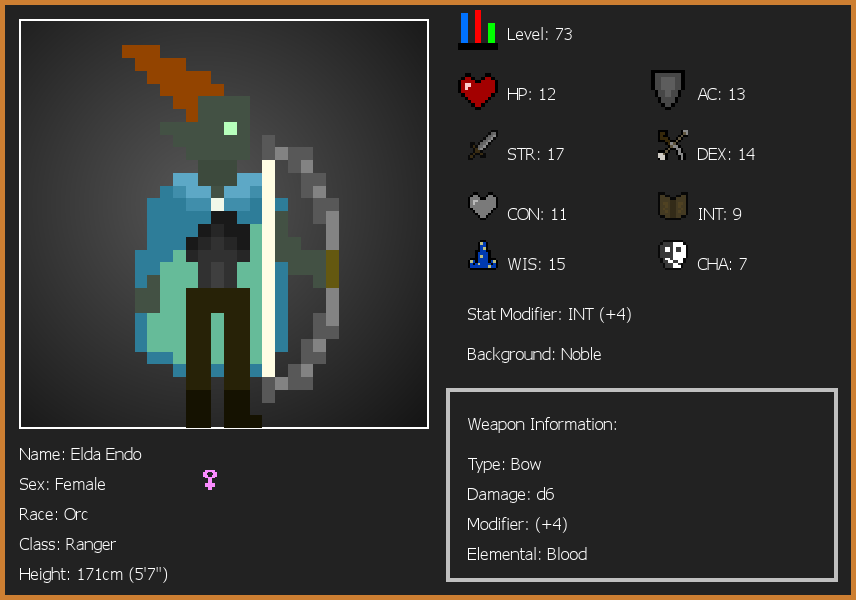 Level: 73
HP: 12
AC: 13
STR: 17
DEX: 14
CON: 11
INT: 9
WIS: 15
CHA: 7
Stat Modifier: INT (+4)
Background: Noble
Weapon Information:
Type: Bow
Damage: d6
Modifier: (+4)
Elemental: Blood
Name: Elda Endo
Sex: Female
Race: Orc
Class: Ranger
Height: 171cm (5'7")